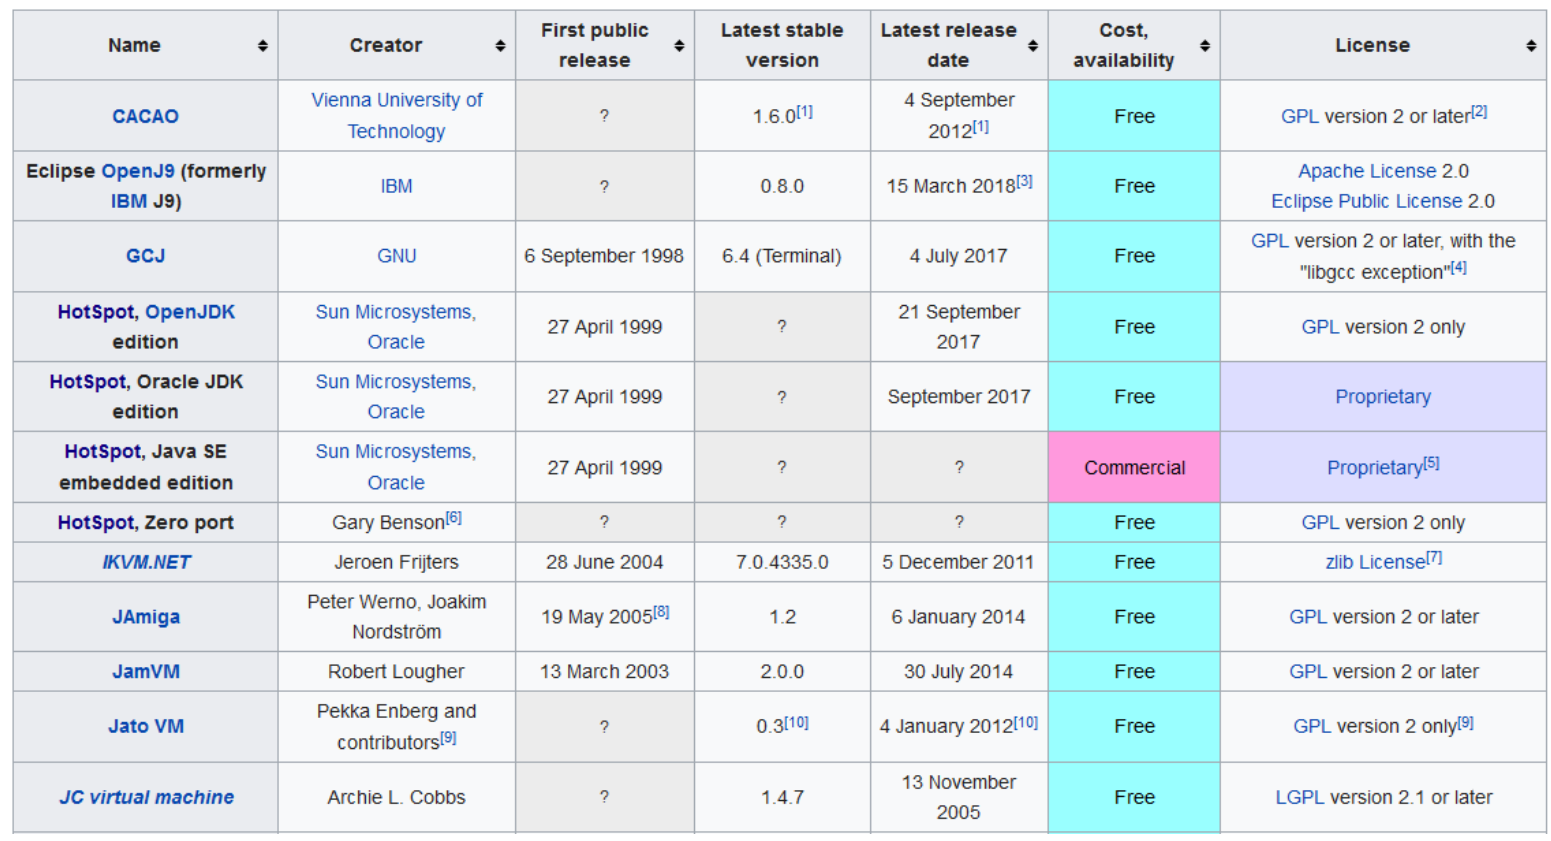 Name Creator First public release Latest stable version Latest release date Cost, availability License
CACAO Vienna University of Technology ? 1.6.0[1] 4 September 2012[1] Free GPL version 2 or later[2]
Eclipse OpenJ9 (formerly IBM J9) IBM ? 0.8.0 15 March 2018[3] Free Apache License 2.0 Eclipse Public License 2.0
GCJ GNU 6 September 1998 6.4 (Terminal) 4 July 2017 Free GPL version 2 or later, with the "libgcc exception"[4]
HotSpot, OpenJDK edition Sun Microsystems, Oracle 27 April 1999 ? 21 September 2017 Free GPL version 2 only
HotSpot, Oracle JDK edition Sun Microsystems, Oracle 27 April 1999 ? September 2017 Free Proprietary
HotSpot, Java SE embedded edition Sun Microsystems, Oracle 27 April 1999 ? ? Commercial Proprietary[5]
HotSpot, Zero port Gary Benson[6] ? ? ? Free GPL version 2 only
IKVM.NET Jeroen Frijters 28 June 2004 7.0.4335.0 5 December 2011 Free zlib License[7]
JAmiga Peter Werno, Joakim Nordström 19 May 2005[8] 1.2 6 January 2014 Free GPL version 2 or later
JamVM Robert Lougher 13 March 2003 2.0.0 30 July 2014 Free GPL version 2 or later
Jato VM Pekka Enberg and contributors[9] ? 0.3[10] 4 January 2012[10] Free GPL version 2 only[9]
JC virtual machine Archie L. Cobbs ? 1.4.7 13 November 2005 Free LGPL version 2.1 or later